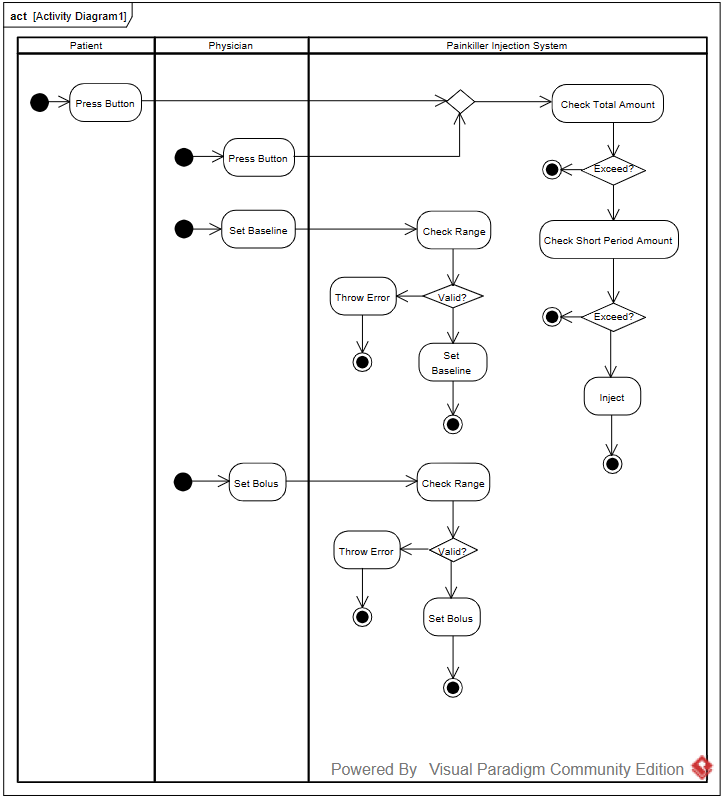 act [Activity Diagram1]
Patient
Physician
Painkiller Injection System
Press Button
Check Total Amount
Press Button
Exceed?
Set Baseline
Check Range
Check Short Period Amount
Throw Error
Valid?
Exceed?
Set
Baseline
Inject
Set Bolus
Check Range
Throw Error
Valid?
Set Bolus
Powered By Visual Paradigm Community Edition